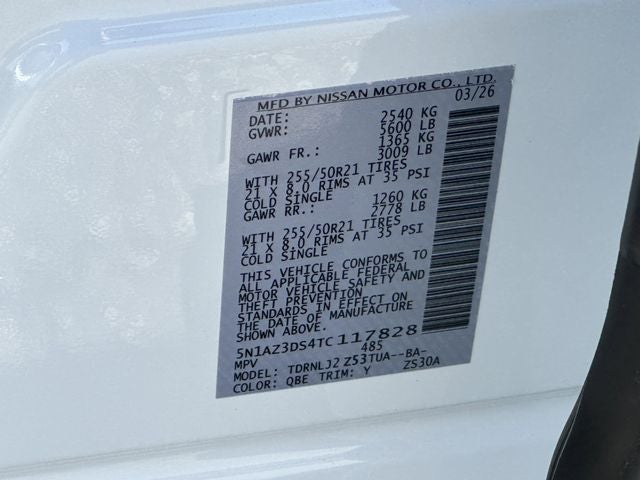 MFD BY NISSAN MOTOR CO., LTD.
DATE: 03/26
GVWR: 2540 KG
5600 LB
GAWR FR.: 1365 KG
3009 LB
WITH 255/50R21 TIRES
21 X 8.0 RIMS AT 35 PSI
COLD SINGLE
GAWR RR.: 1260 KG
2778 LB
WITH 255/50R21 TIRES
21 X 8.0 RIMS AT 35 PSI
COLD SINGLE
THIS VEHICLE CONFORMS TO
ALL APPLICABLE FEDERAL
MOTOR VEHICLE SAFETY AND
THEFT PREVENTION
STANDARDS IN EFFECT ON
THE DATE OF MANUFACTURE
SHOWN ABOVE.
5N1AZ3DS4TC117828
MPV 485
MODEL: TDRNLJ2 Z53TUA--BA-
COLOR: QBE TRIM: Y ZS30A